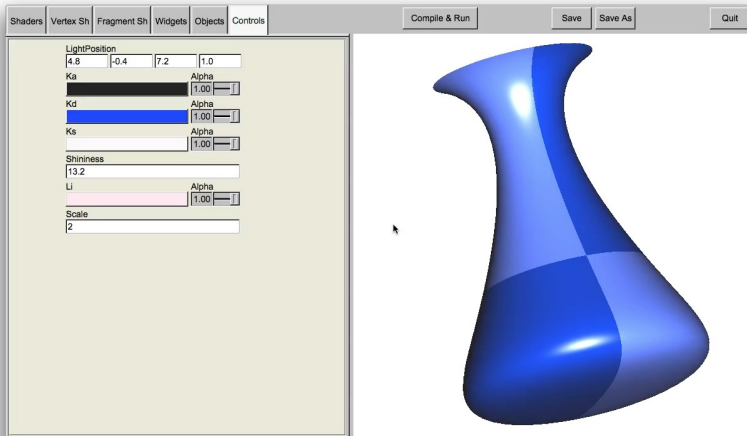 Shaders Vertex Sh Fragment Sh Widgets Objects Controls Compile & Run Save Save As Quit
LightPosition
4.8 -0.4 7.2 1.0
Ka Alpha
1.00
Kd Alpha
1.00
Ks Alpha
1.00
Shininess
13.2
Li Alpha
1.00
Scale
2